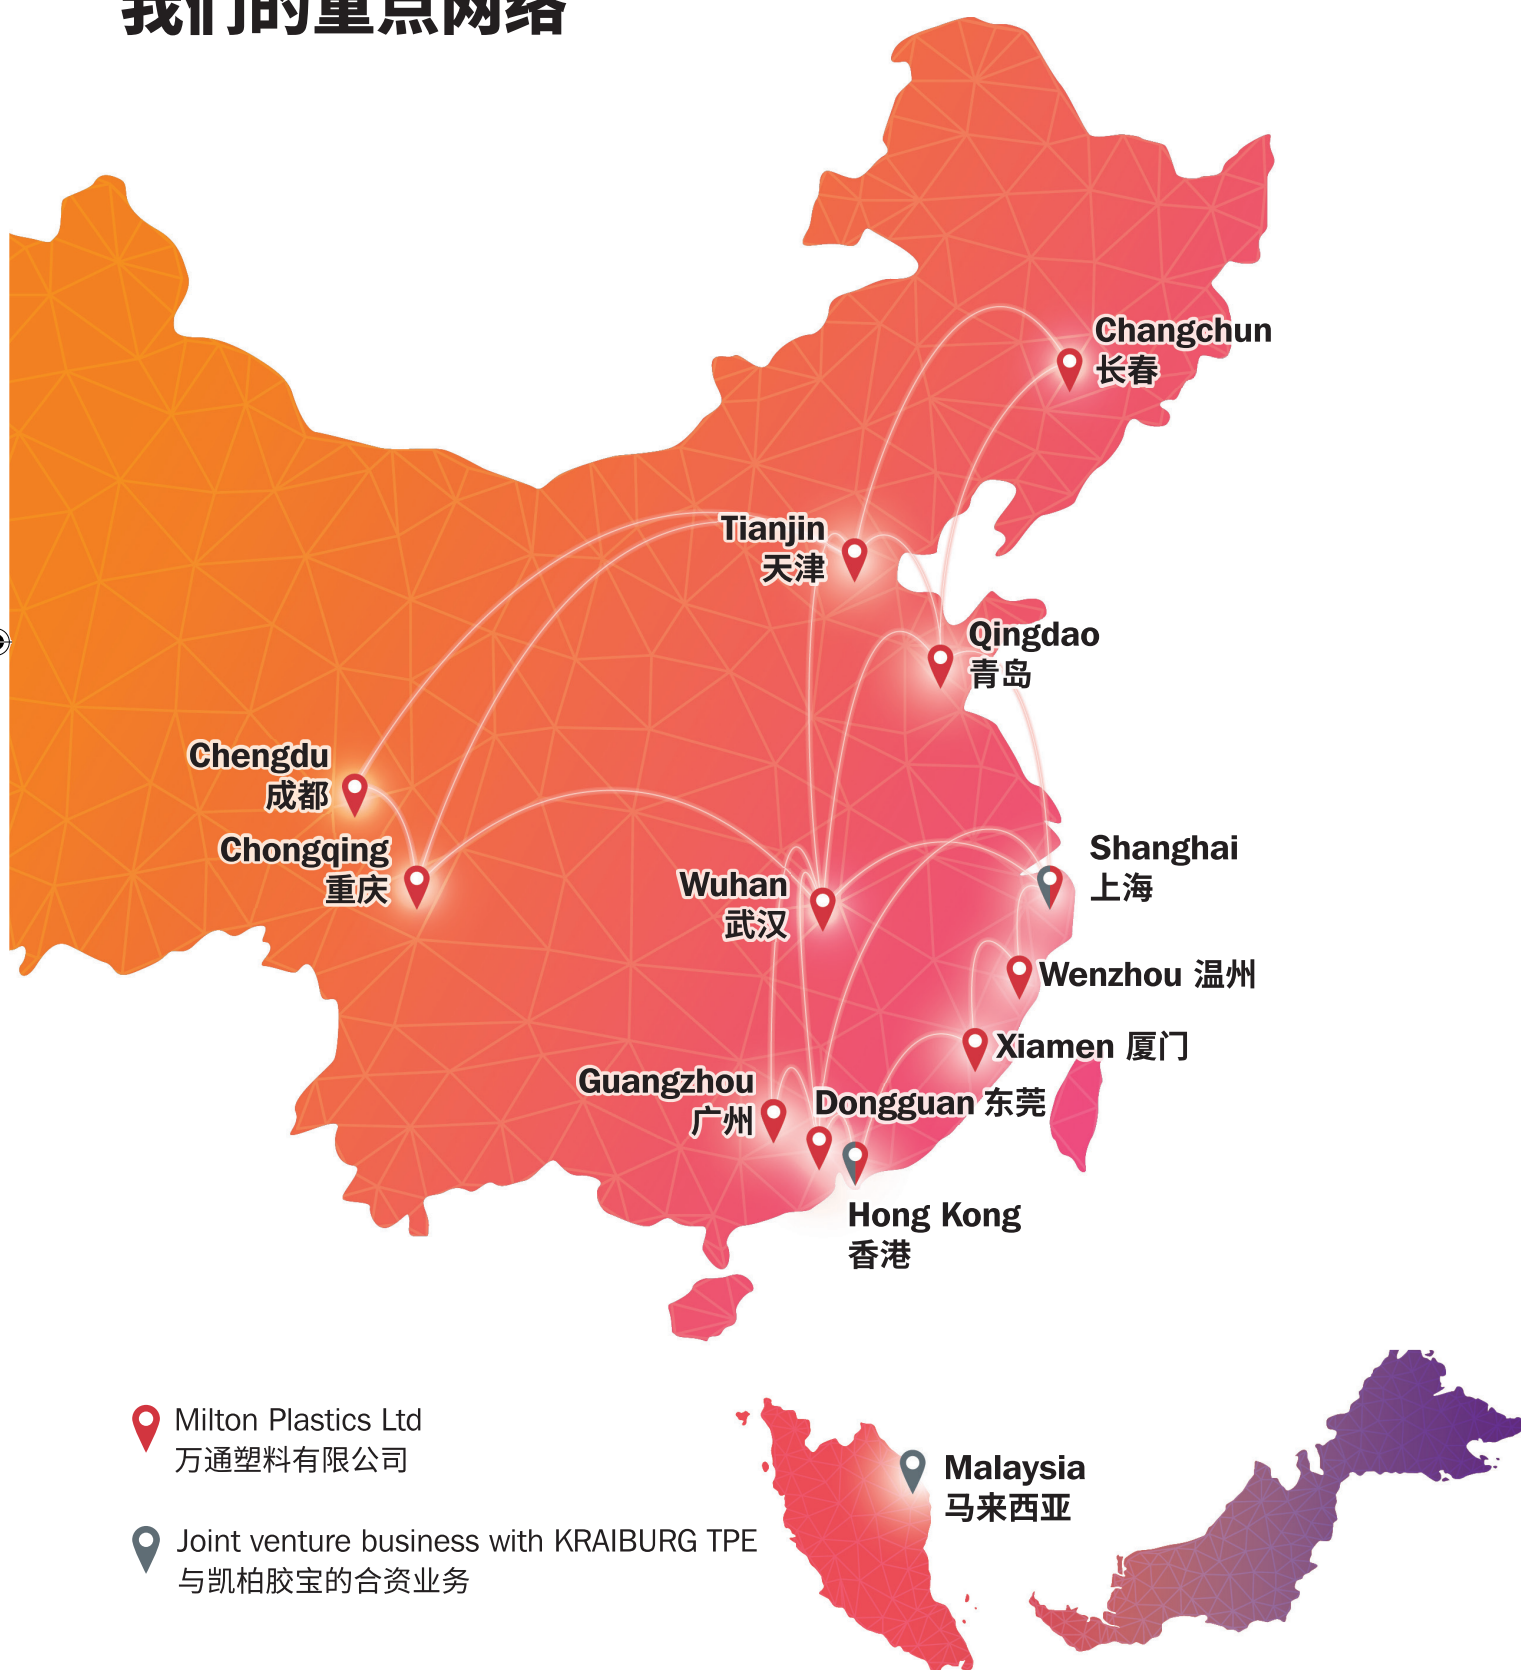 我们的重点网络
Changchun
长春
Tianjin
天津
Qingdao
青岛
Chengdu
成都
Chongqing
重庆
Wuhan
武汉
Shanghai
上海
Wenzhou 温州
Xiamen 厦门
Guangzhou
广州
Dongguan 东莞
Hong Kong
香港
Milton Plastics Ltd
万通塑料有限公司
Malaysia
马来西亚
Joint venture business with KRAIBURG TPE
与凯柏胶宝的合资业务